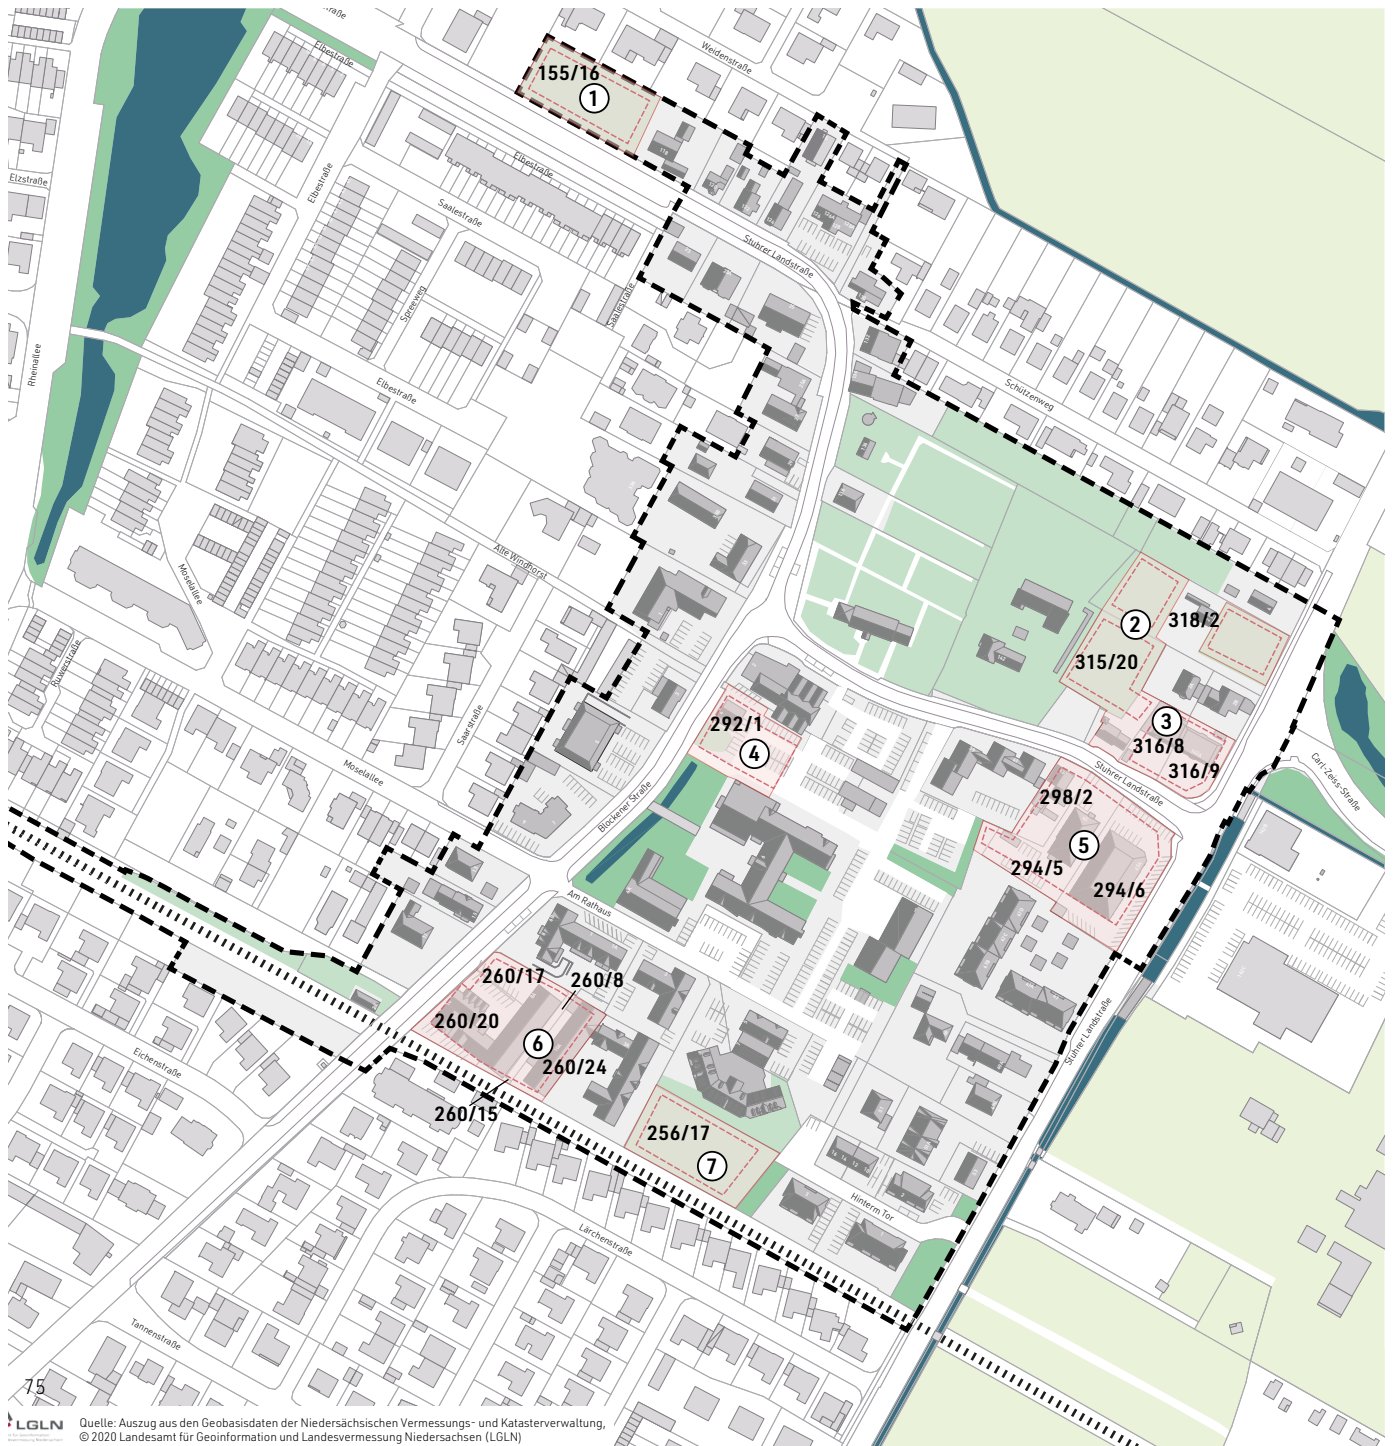 Elbestraße
Weidenstraße
155/16
1
Elbestraße
Elzstraße
Elbestraße
Saalestraße
Stuhrer Landstraße
Spreeweg
Saalestraße
Rheinallee
Elbestraße
Schützenweg
Alte Windhorst
Moselallee
2
318/2
315/20
Ruwerstraße
Saarstraße
292/1
4
3
316/8
316/9
Moselallee
Stuhrer Landstraße
Carl-Zeiss-Straße
Blockener Straße
298/2
5
294/5
294/6
Am Rathaus
260/17
260/8
260/20
6
260/24
260/15
Eichenstraße
Stuhrer Landstraße
256/17
7
Hinterm Tor
Lärchenstraße
Tannenstraße
75
LGLN
Quelle: Auszug aus den Geobasisdaten der Niedersächsischen Vermessungs- und Katasterverwaltung,
© 2020 Landesamt für Geoinformation und Landesvermessung Niedersachsen (LGLN)